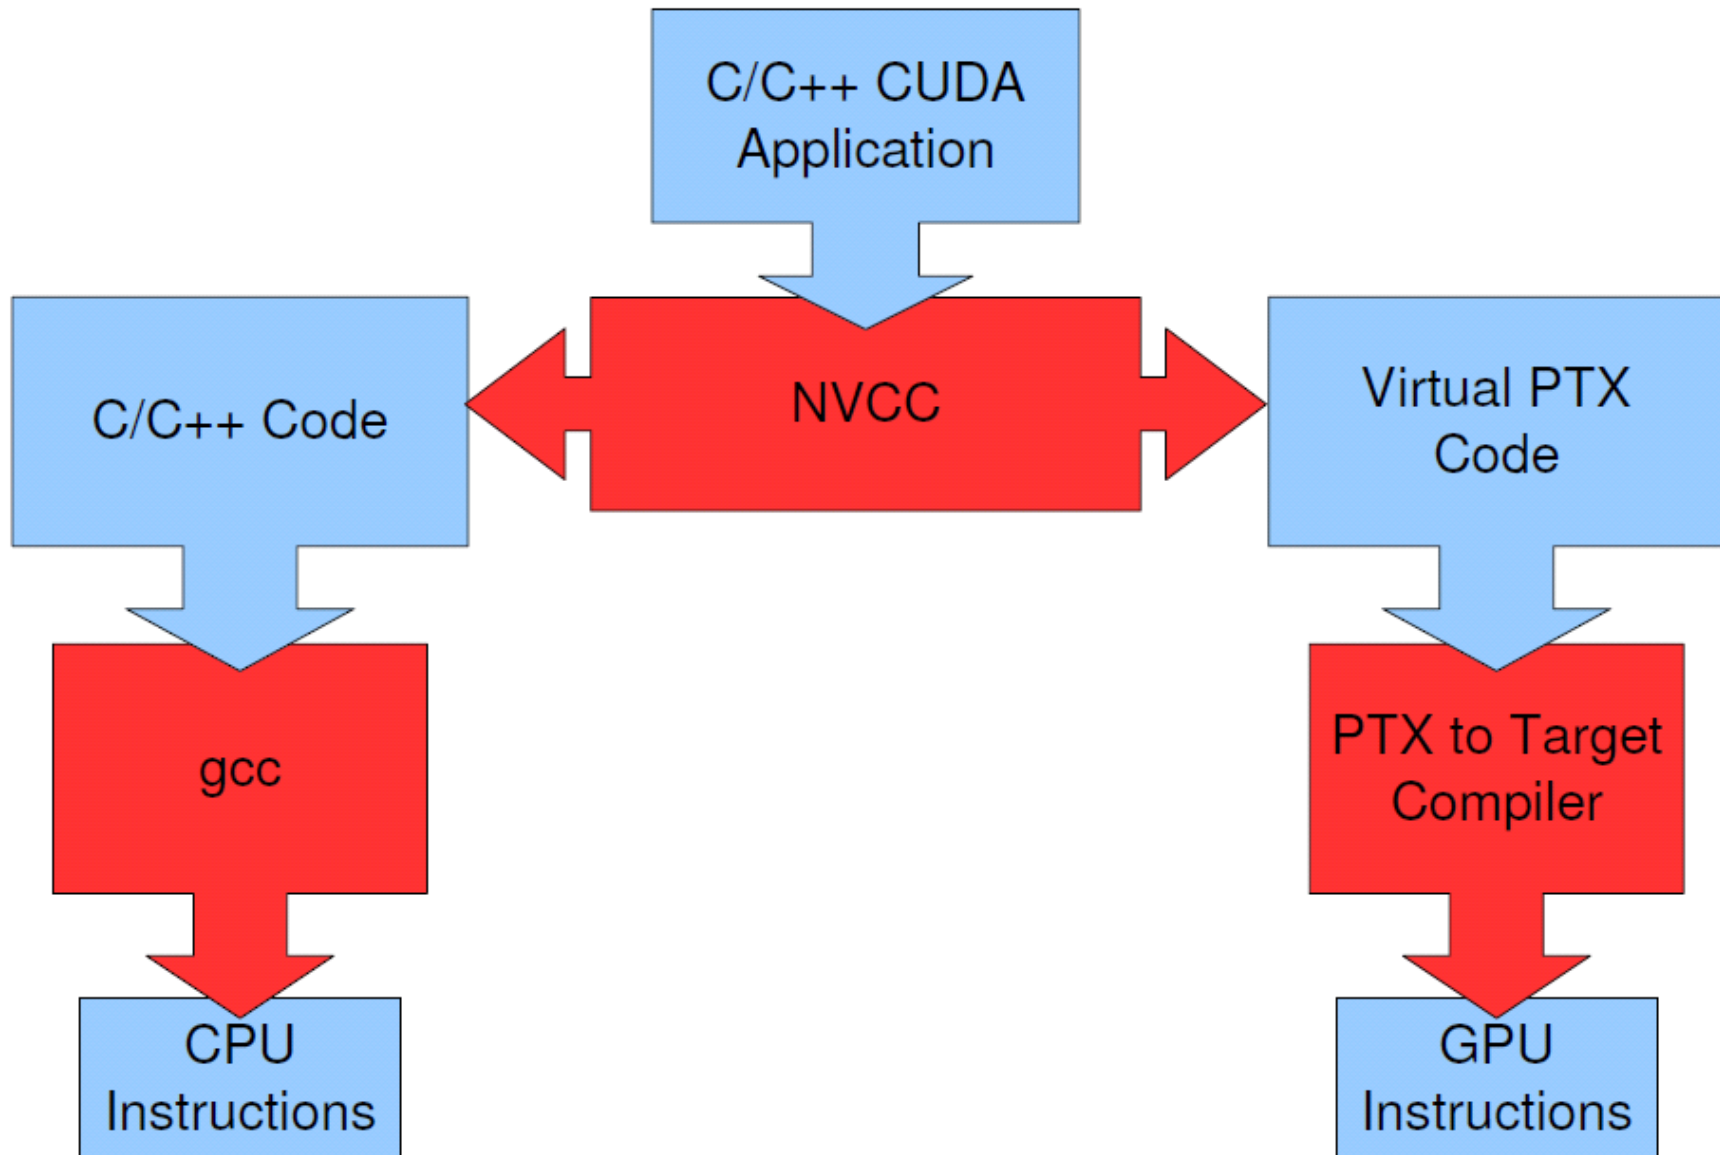 C/C++ CUDA
Application
C/C++ Code
NVCC
Virtual PTX
Code
gcc
PTX to Target
Compiler
CPU
Instructions
GPU
Instructions